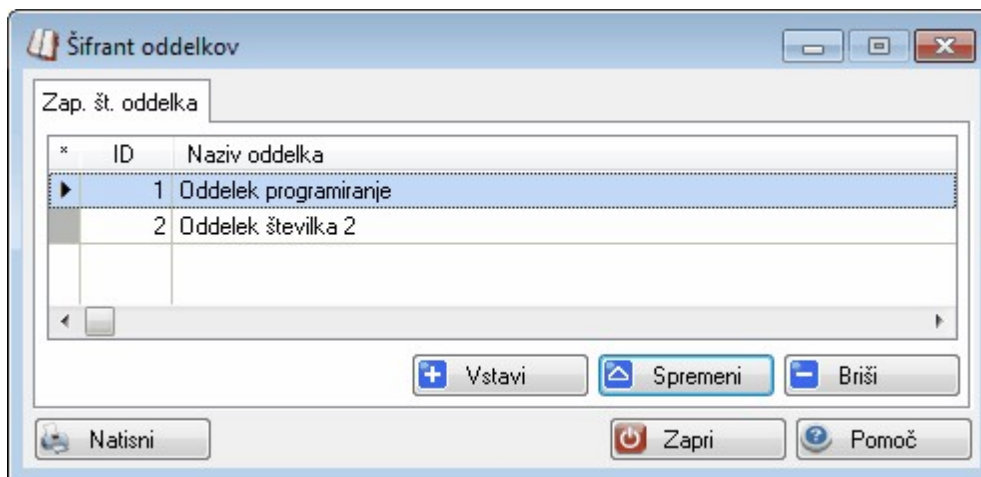 Šifrant oddelkov
Zap. št. oddelka
* ID Naziv oddelka
1 Oddelek programiranje
2 Oddelek številka 2
Vstavi Spremeni Briši
Natisni Zapri Pomoč